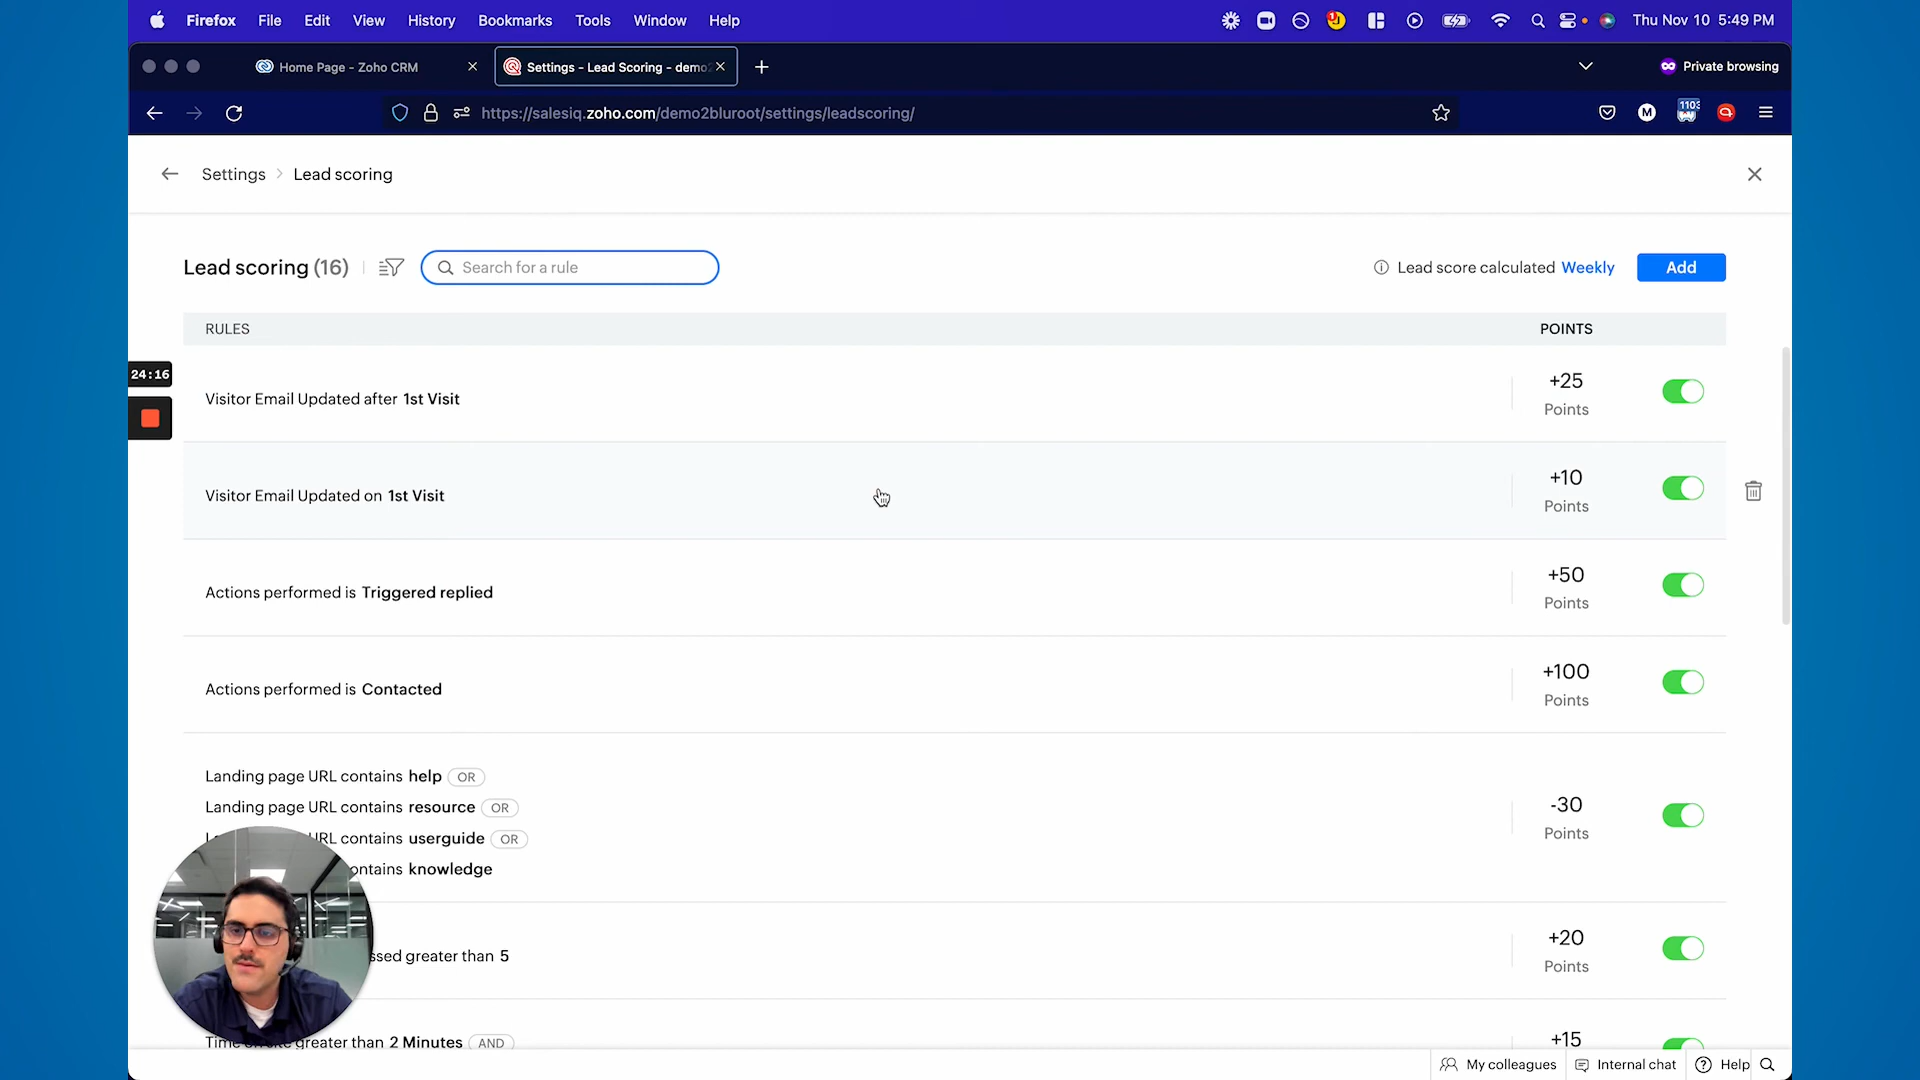 Firefox File Edit View History Bookmarks Tools Window Help Thu Nov 10 5:49 PM
Home Page - Zoho CRM Settings - Lead Scoring - demo2 Private browsing
https://salesiq.zoho.com/demo2bluroot/settings/leadscoring/ M 1103
Settings > Lead scoring
Lead scoring (16) Search for a rule Lead score calculated Weekly Add
RULES POINTS
24:16
Visitor Email Updated after 1st Visit +25 Points
Visitor Email Updated on 1st Visit +10 Points
Actions performed is Triggered replied +50 Points
Actions performed is Contacted +100 Points
Landing page URL contains help OR
Landing page URL contains resource OR
URL contains userguide OR
contains knowledge
-30 Points
greater than 5 +20 Points
Time greater than 2 Minutes AND +15
My colleagues Internal chat Help